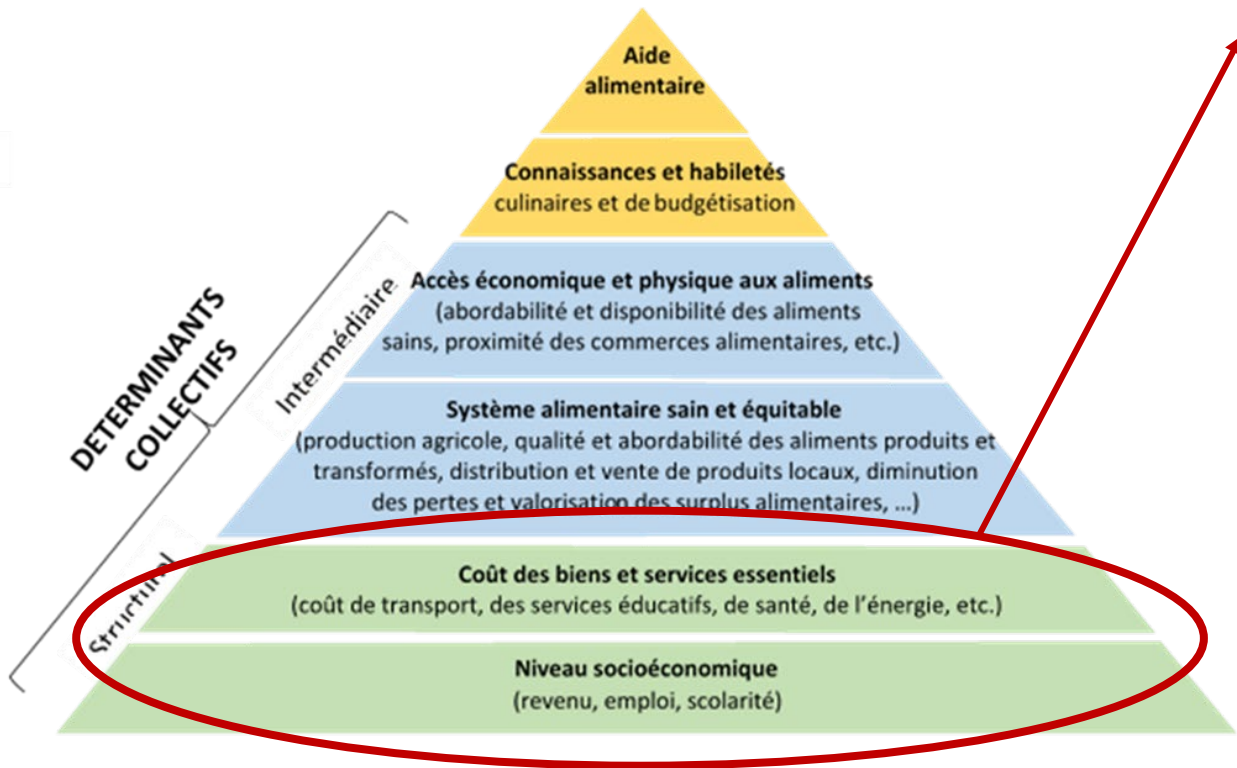 Aide
alimentaire
Connaissances et habiletés
culinaires et de budgétisation
Accès économique et physique aux aliments
(abordabilité et disponibilité des aliments
sains, proximité des commerces alimentaires, etc.)
Système alimentaire sain et équitable
(production agricole, qualité et abordabilité des aliments produits et
transformés, distribution et vente de produits locaux, diminution
des pertes et valorisation des surplus alimentaires, ...)
Coût des biens et services essentiels
(coût de transport, des services éducatifs, de santé, de l'énergie, etc.)
Niveau socioéconomique
(revenu, emploi, scolarité)
DETERMINANTS
COLLECTIFS
Intermédiaire
Structurel